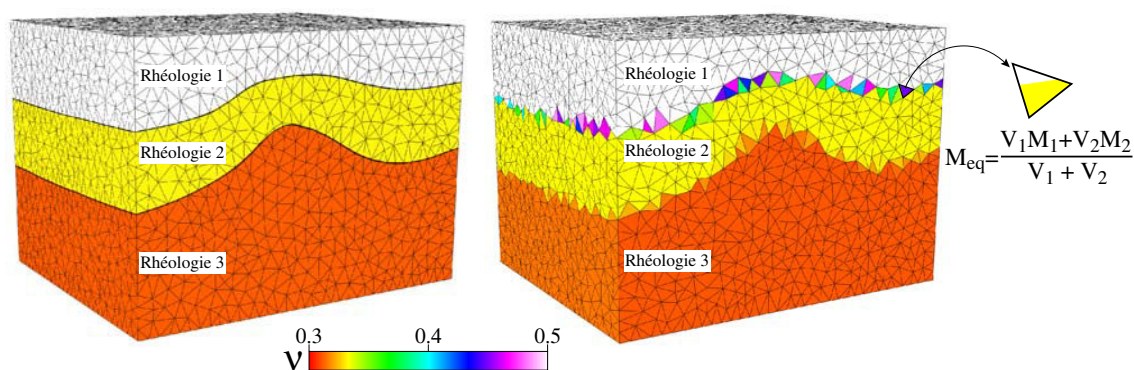 Rhéologie 1
Rhéologie 2
Rhéologie 3
Rhéologie 1
Rhéologie 2
Rhéologie 3
M_eq = (V_1M_1+V_2M_2) / (V_1 + V_2)
0.3 0.4 0.5
ν